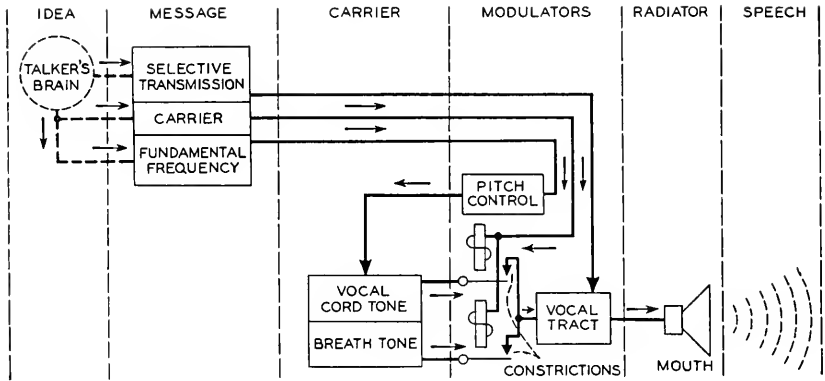 IDEA
MESSAGE
CARRIER
MODULATORS
RADIATOR
SPEECH
TALKER'S
BRAIN
SELECTIVE
TRANSMISSION
CARRIER
FUNDAMENTAL
FREQUENCY
PITCH
CONTROL
VOCAL
CORD TONE
BREATH TONE
VOCAL
TRACT
CONSTRICTIONS
MOUTH